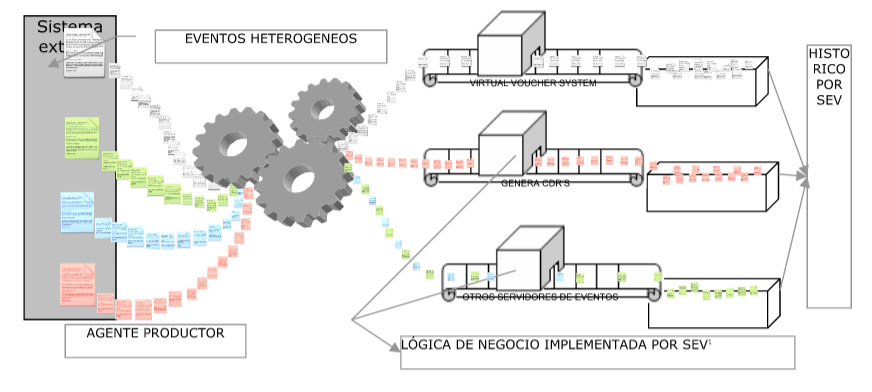 Sistema
EVENTOS HETEROGENEOS
VIRTUAL VOUCHER SYSTEM
GENERA CDR'S
OTROS SERVIDORES DE EVENTOS
HISTO
RICO
POR
SEV
AGENTE PRODUCTOR
LÓGICA DE NEGOCIO IMPLEMENTADA POR SEV¹